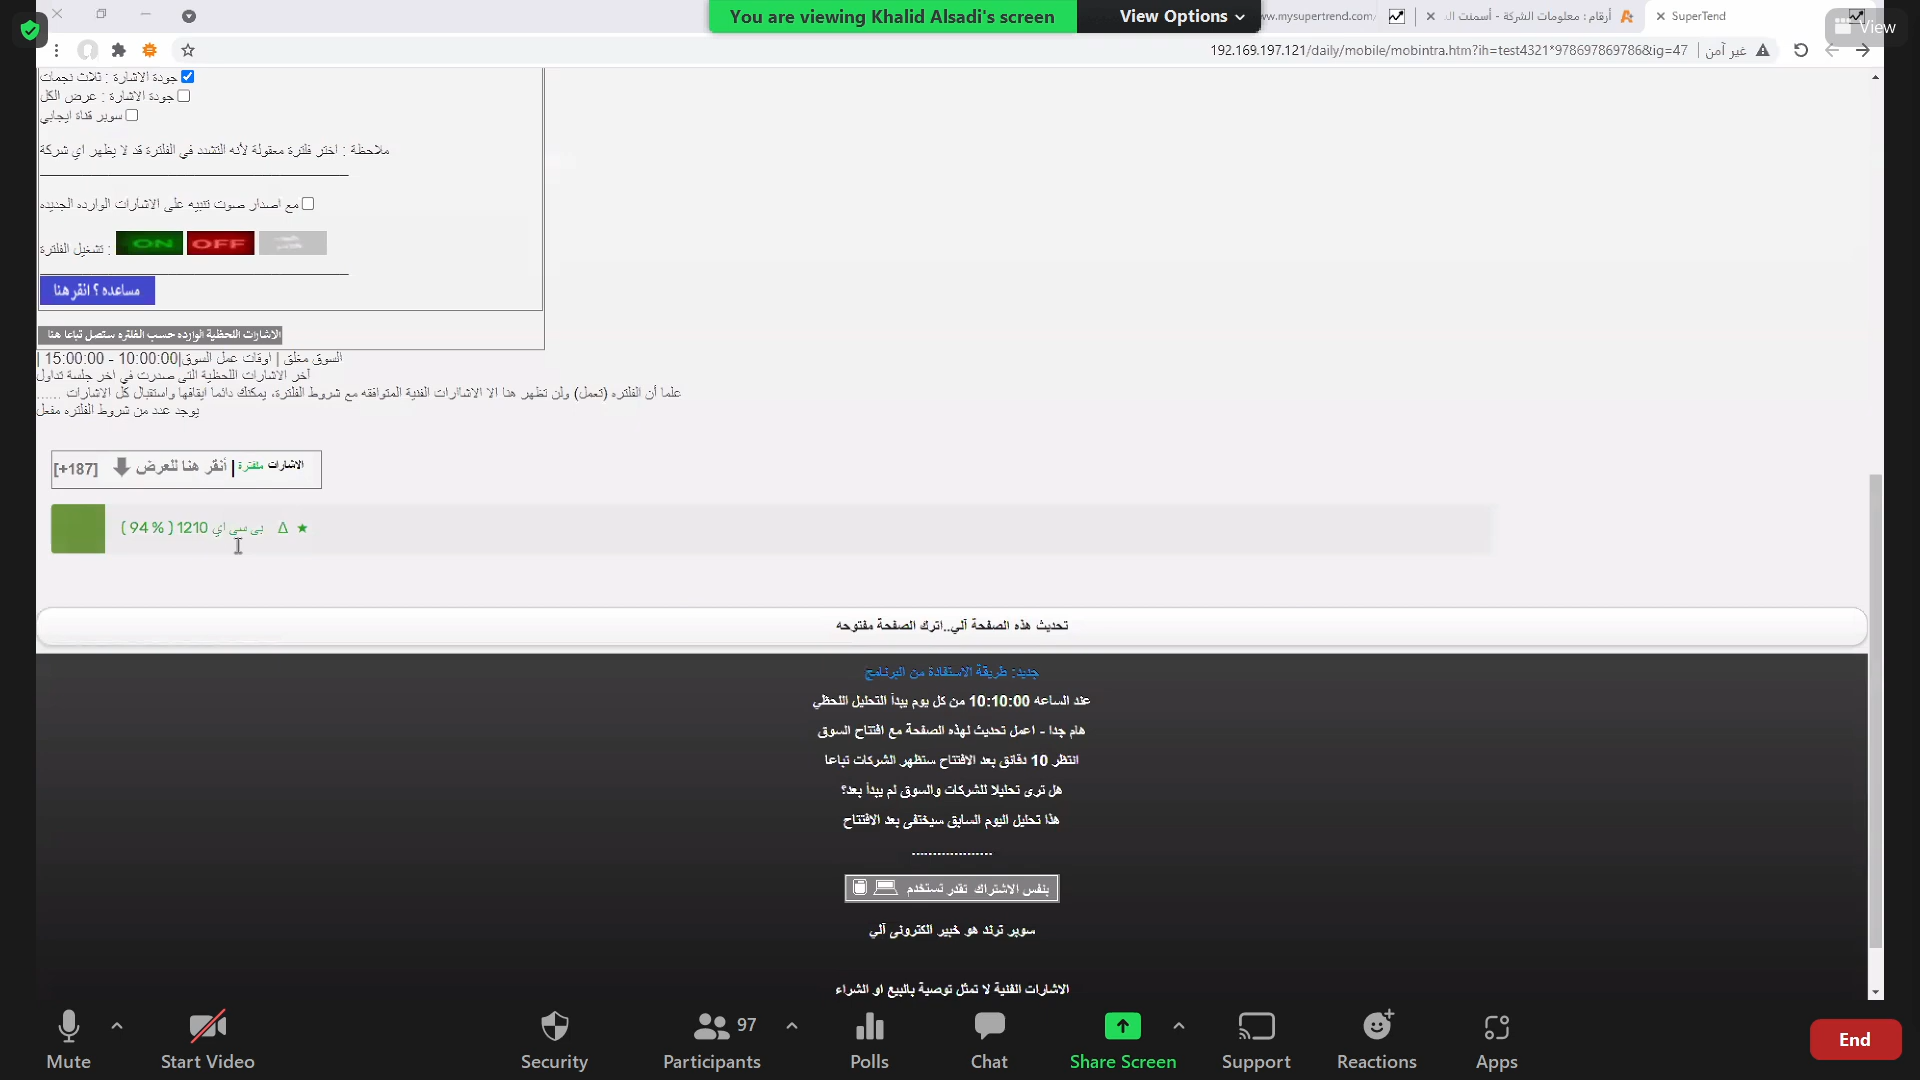 You are viewing Khalid Alsadi's screen
View Options
View
www.mysupertrend.com/
أرقام : معلومات الشركة - أسمنت الـ
SuperTend
192.169.197.121/daily/mobile/mobintra.htm?ih=test4321*978697869786&ig=47
غير آمن
جودة الاشارة : ثلاث نجمات
جودة الاشارة : عرض الكل
سوبر قناة ايجابي
ملاحظة : اختر فلترة معقولة لأنه التشدد في الفلترة قد لا يظهر اي شركة
مع اصدار صوت تنبيه على الاشارات الوارده الجديده
تشغيل الفلترة : ON OFF
مساعده ؟ انقر هنا
الاشارات اللحظية الوارده حسب الفلتره ستصل تباعا هنا
السوق مغلق | اوقات عمل السوق|10:00:00 - 15:00:00 |
آخر الاشارات اللحظية التي صدرت في اخر جلسة تداول
علما أن الفلتره (تعمل) ولن تظهر هنا الا الاشارات الفنية المتوافقه مع شروط الفلترة، يمكنك دائما ايقافها واستقبال كل الاشارات ......
يوجد عدد من شروط الفلتره مفعل
الاشارات مفلترة | أنقر هنا للعرض [+187]
★ Δ بي سي اي 1210 ( % 94 )
تحديث هذه الصفحة آلي..اترك الصفحة مفتوحه
جديد: طريقة الاستفادة من البرنامج
عند الساعه 10:10:00 من كل يوم يبدأ التحليل اللحظي
هام جدا - اعمل تحديث لهذه الصفحة مع افتتاح السوق
انتظر 10 دقائق بعد الافتتاح ستظهر الشركات تباعا
هل ترى تحليلا للشركات والسوق لم يبدأ بعد؟
هذا تحليل اليوم السابق سيختفي بعد الافتتاح
-------------------
بنفس الاشتراك تقدر تستخدم
سوبر ترند هو خبير الكتروني آلي
الاشارات الفنية لا تمثل توصية بالبيع او الشراء
Mute
Start Video
Security
97
Participants
Polls
Chat
Share Screen
Support
Reactions
Apps
End